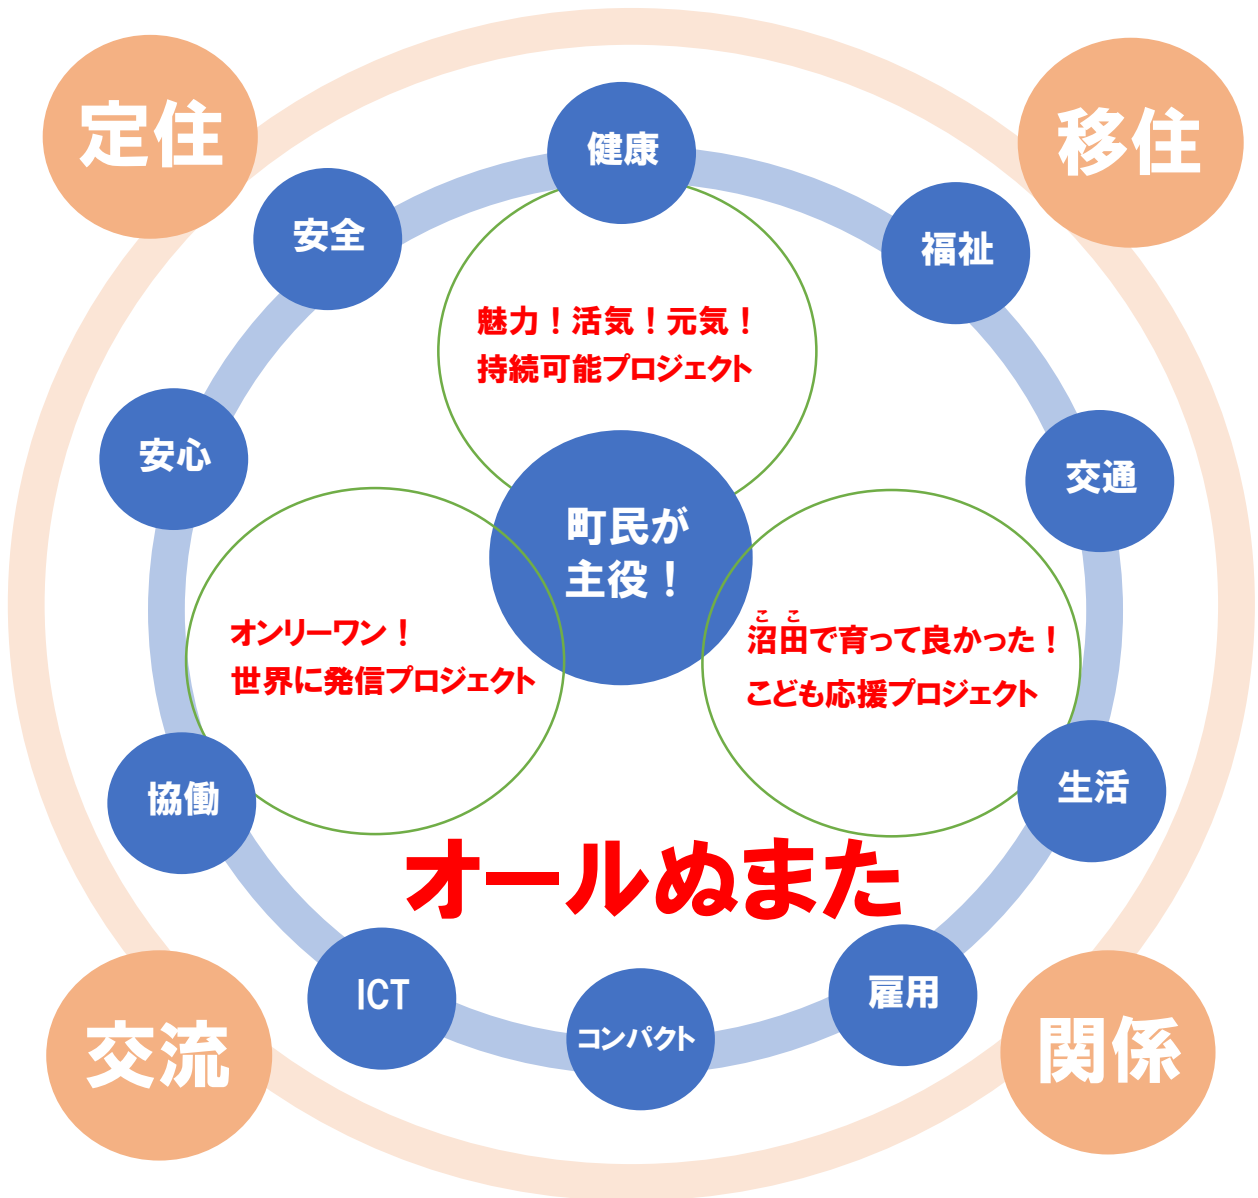 定住
移住
健康
安全
福祉
魅力！活気！元気！
持続可能プロジェクト
安心
交通
町民が
主役！
オンリーワン！
世界に発信プロジェクト
ここ
沼田で育って良かった！
こども応援プロジェクト
協働
生活
オールぬまた
ICT
コンパクト
雇用
交流
関係